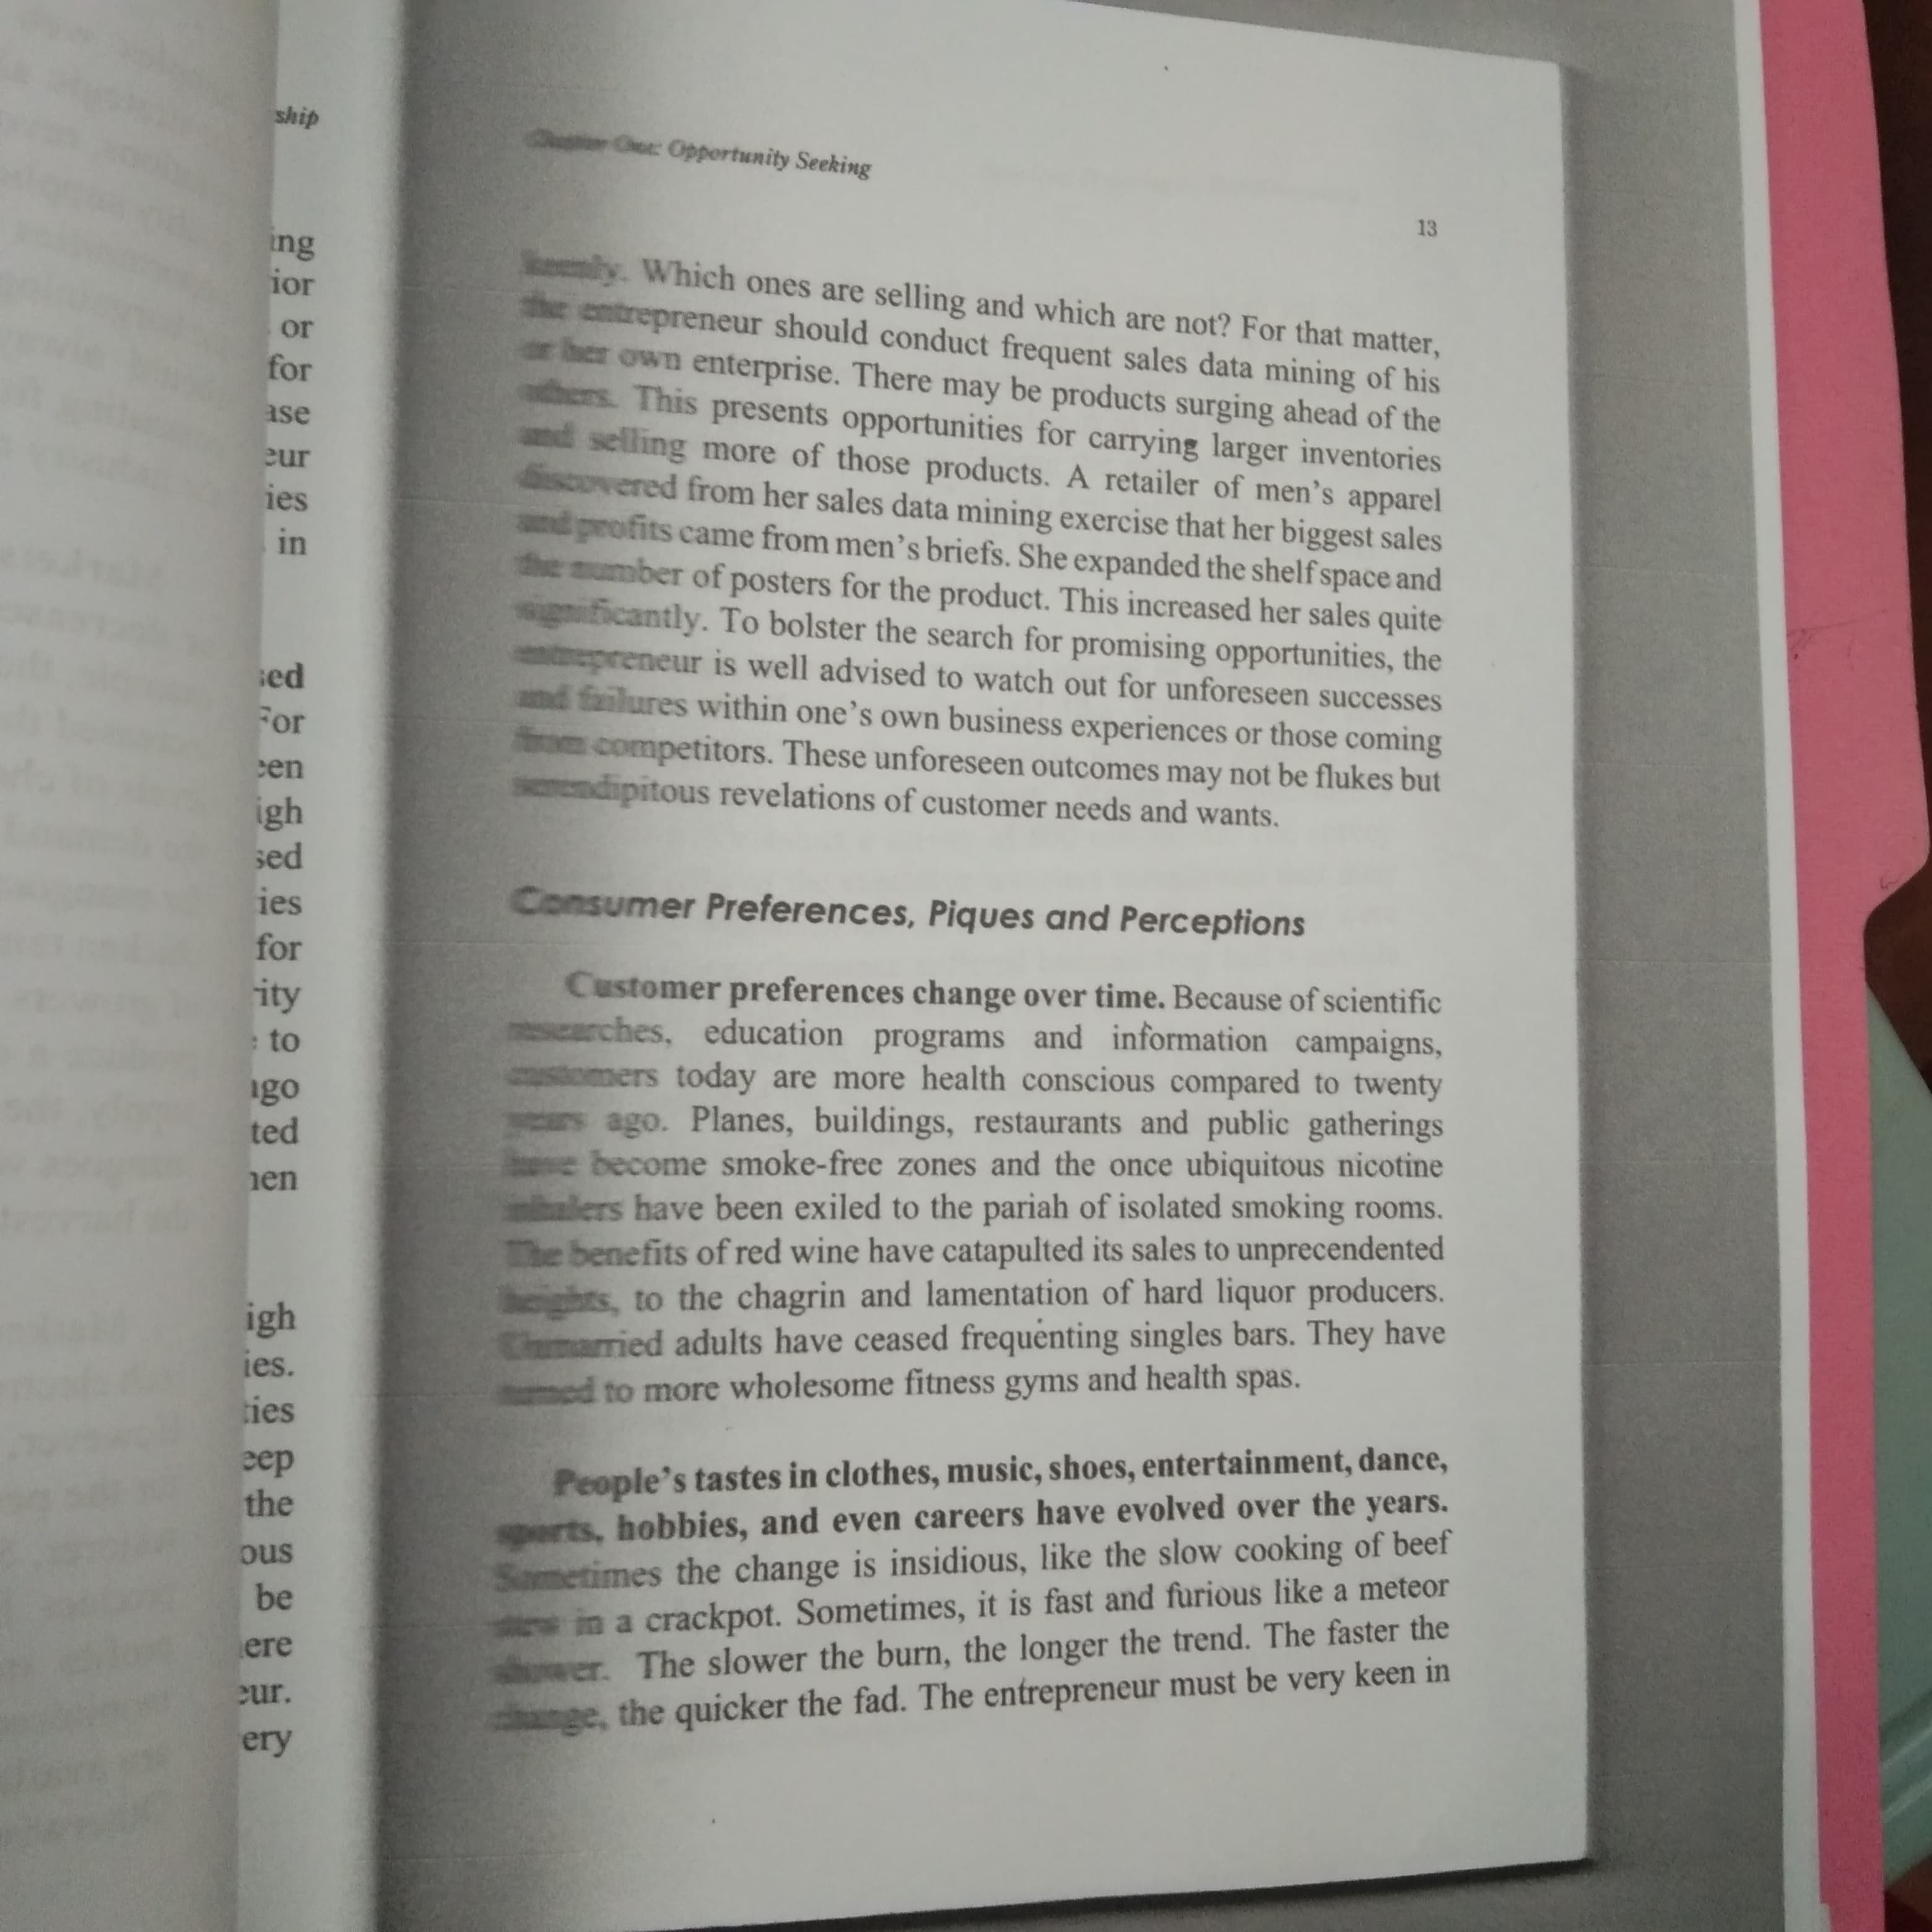 ship
Chapter One: Opportunity Seeking
13
ing
ior
or
for
ase
eur
ies
in
sed
For
een
igh
sed
ies
for
rity
to
ago
ted
hen
igh
ies.
ties
eep
the
ous
be
ere
eur.
ery
keenly. Which ones are selling and which are not? For that matter,
the entrepreneur should conduct frequent sales data mining of his
or her own enterprise. There may be products surging ahead of the
others. This presents opportunities for carrying larger inventories
and selling more of those products. A retailer of men's apparel
discovered from her sales data mining exercise that her biggest sales
and profits came from men's briefs. She expanded the shelf space and
the number of posters for the product. This increased her sales quite
significantly. To bolster the search for promising opportunities, the
entrepreneur is well advised to watch out for unforeseen successes
and failures within one's own business experiences or those coming
from competitors. These unforeseen outcomes may not be flukes but
serendipitous revelations of customer needs and wants.
Consumer Preferences, Piques and Perceptions
Customer preferences change over time. Because of scientific
researches, education programs and information campaigns,
customers today are more health conscious compared to twenty
years ago. Planes, buildings, restaurants and public gatherings
have become smoke-free zones and the once ubiquitous nicotine
inhalers have been exiled to the pariah of isolated smoking rooms.
The benefits of red wine have catapulted its sales to unprecendented
heights, to the chagrin and lamentation of hard liquor producers.
Unmarried adults have ceased frequenting singles bars. They have
turned to more wholesome fitness gyms and health spas.
People's tastes in clothes, music, shoes, entertainment, dance,
sports, hobbies, and even careers have evolved over the years.
Sometimes the change is insidious, like the slow cooking of beef
stew in a crackpot. Sometimes, it is fast and furious like a meteor
shower. The slower the burn, the longer the trend. The faster the
change, the quicker the fad. The entrepreneur must be very keen in